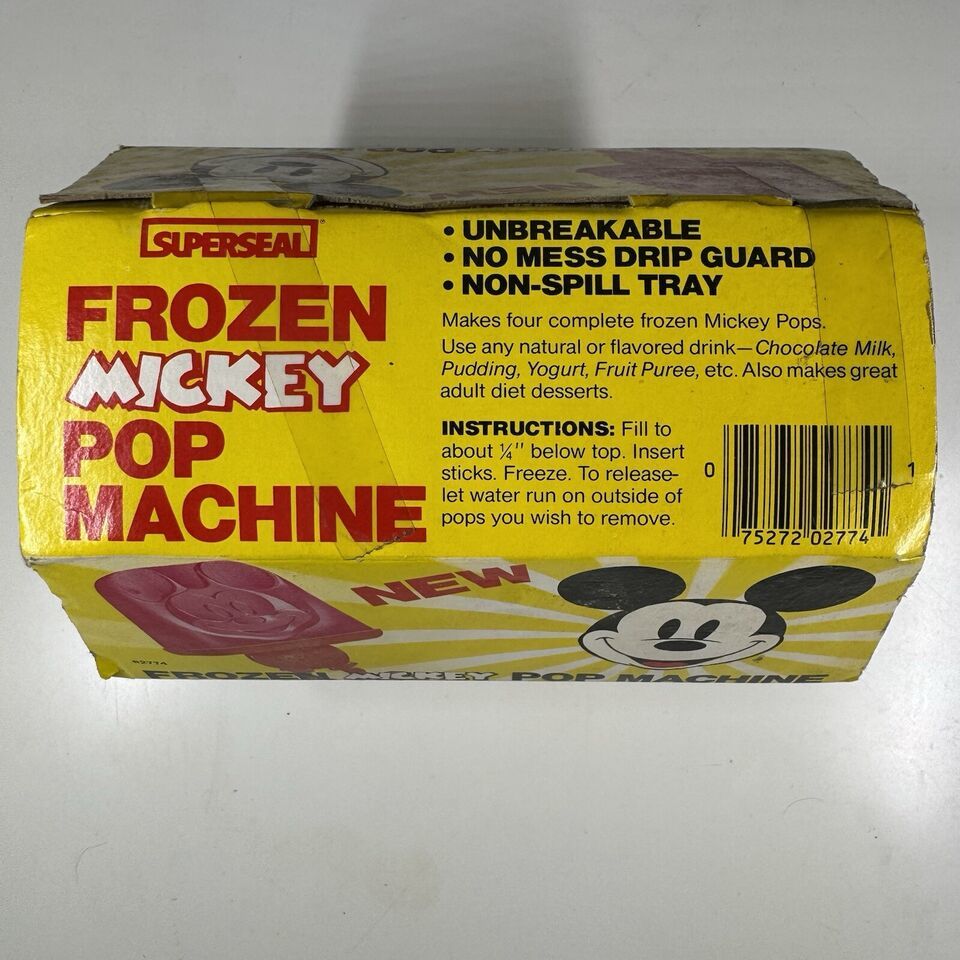 SUPERSEAL
FROZEN
MICKEY
POP
MACHINE
• UNBREAKABLE
• NO MESS DRIP GUARD
• NON-SPILL TRAY
Makes four complete frozen Mickey Pops.
Use any natural or flavored drink—Chocolate Milk,
Pudding, Yogurt, Fruit Puree, etc. Also makes great
adult diet desserts.
INSTRUCTIONS: Fill to
about ¼" below top. Insert
sticks. Freeze. To release-
let water run on outside of
pops you wish to remove.
0 75272 02774 1
NEW
FROZEN MICKEY POP MACHINE